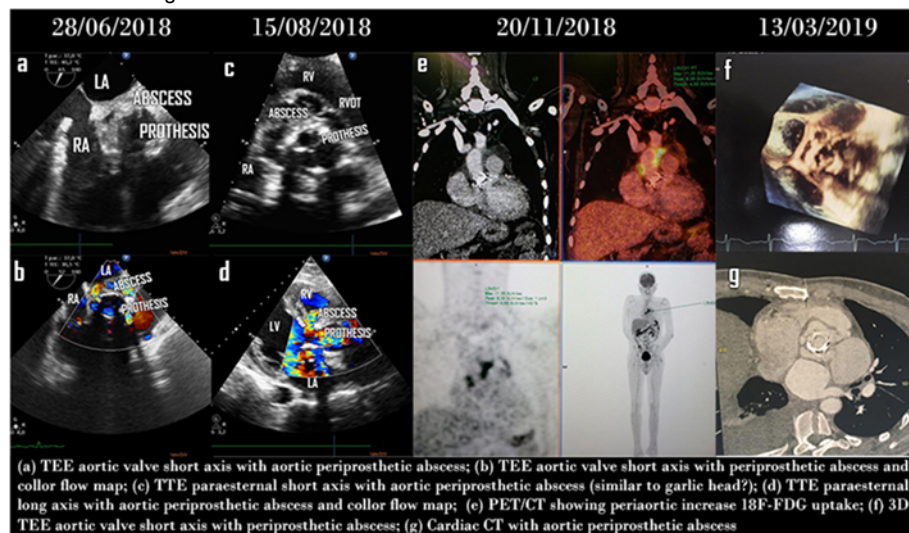 28/06/2018
15/08/2018
20/11/2018
13/03/2019
a
LA
ABSCESS
PROTHESIS
RA
b
LA
RA
ABSCESS
PROTHESIS
c
RV
RVOT
ABSCESS
PROTHESIS
RA
d
RV
ABSCESS
LV
PROTHESIS
LA
e
f
g
(a) TEE aortic valve short axis with aortic periprosthetic abscess; (b) TEE aortic valve short axis with periprosthetic abscess and
collor flow map; (c) TTE paraesternal short axis with aortic periprosthetic abscess (similar to garlic head?); (d) TTE paraesternal
long axis with aortic periprosthetic abscess and collor flow map; (e) PET/CT showing periaortic increase 18F-FDG uptake; (f) 3D
TEE aortic valve short axis with periprosthetic abscess; (g) Cardiac CT with aortic periprosthetic abscess